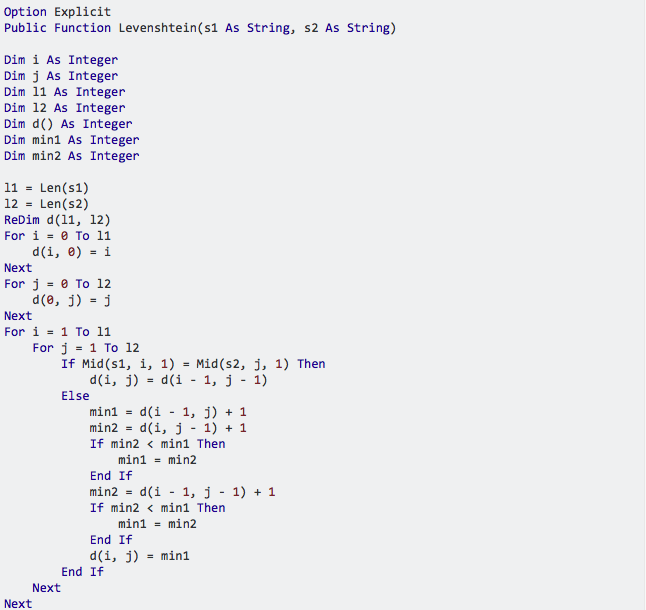 Option Explicit
Public Function Levenshtein(s1 As String, s2 As String)

Dim i As Integer
Dim j As Integer
Dim l1 As Integer
Dim l2 As Integer
Dim d() As Integer
Dim min1 As Integer
Dim min2 As Integer

l1 = Len(s1)
l2 = Len(s2)
ReDim d(l1, l2)
For i = 0 To l1
    d(i, 0) = i
Next
For j = 0 To l2
    d(0, j) = j
Next
For i = 1 To l1
    For j = 1 To l2
        If Mid(s1, i, 1) = Mid(s2, j, 1) Then
            d(i, j) = d(i - 1, j - 1)
        Else
            min1 = d(i - 1, j) + 1
            min2 = d(i, j - 1) + 1
            If min2 < min1 Then
                min1 = min2
            End If
            min2 = d(i - 1, j - 1) + 1
            If min2 < min1 Then
                min1 = min2
            End If
            d(i, j) = min1
        End If
    Next
Next